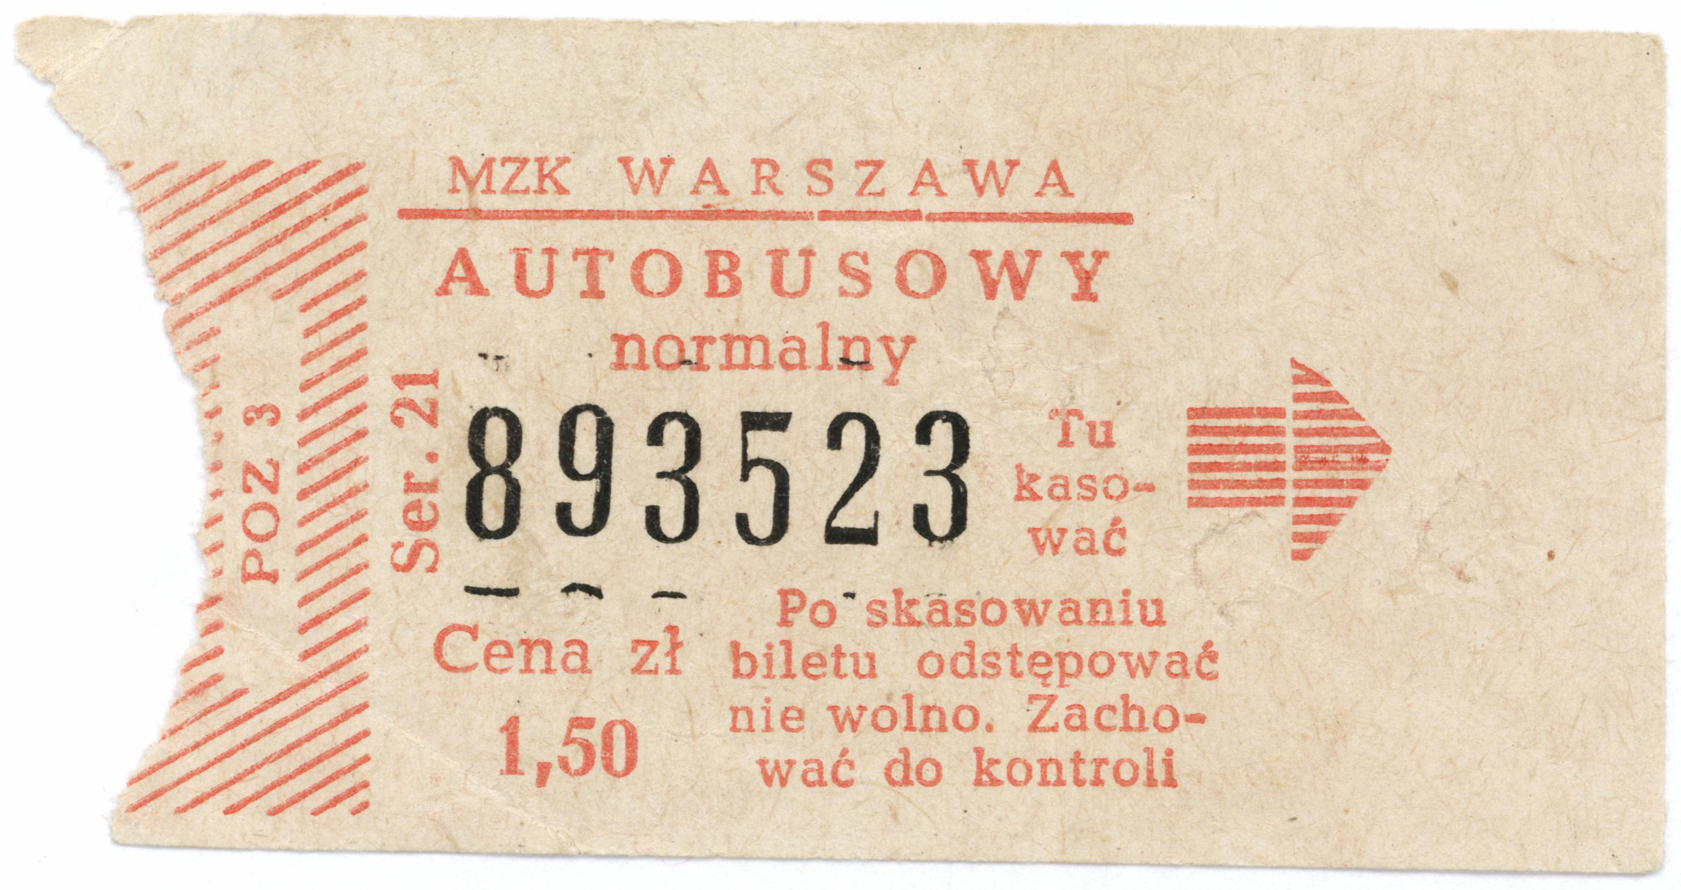 MZK WARSZAWA
AUTOBUSOWY
normalny
POZ 3
Ser. 21
893523
Tu
kaso-
wać
Cena zł
1,50
Po skasowaniu
biletu odstępować
nie wolno. Zacho-
wać do kontroli